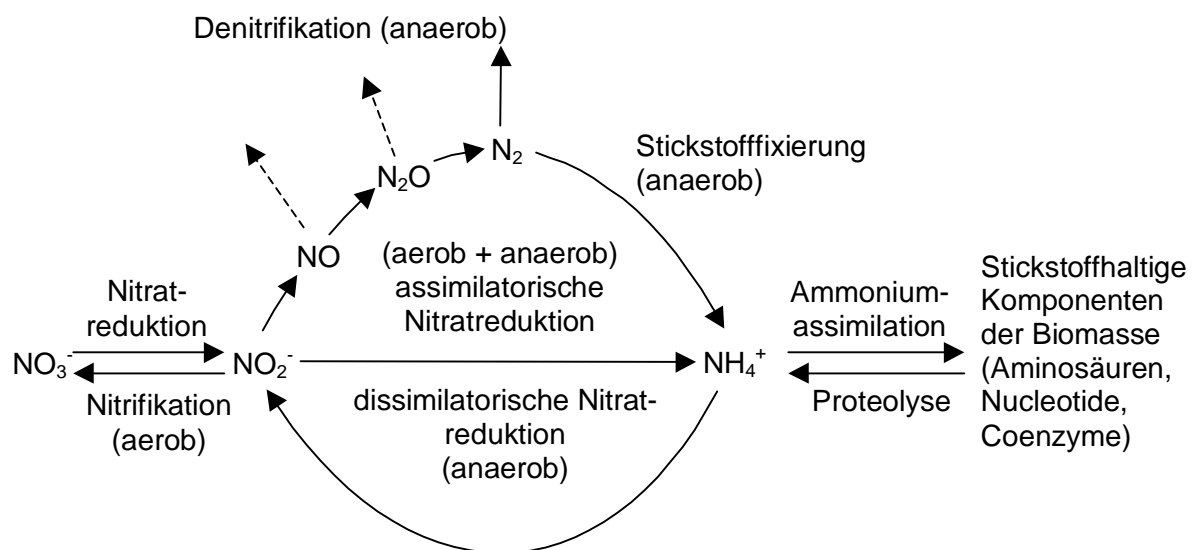 Denitrifikation (anaerob)
N₂
N₂O
NO
Stickstofffixierung
(anaerob)
(aerob + anaerob)
assimilatorische
Nitratreduktion
Nitrat-
reduktion
NO₃⁻
NO₂⁻
NH₄⁺
Nitrifikation
(aerob)
dissimilatorische Nitrat-
reduktion
(anaerob)
Ammonium-
assimilation
Proteolyse
Stickstoffhaltige
Komponenten
der Biomasse
(Aminosäuren,
Nucleotide,
Coenzyme)